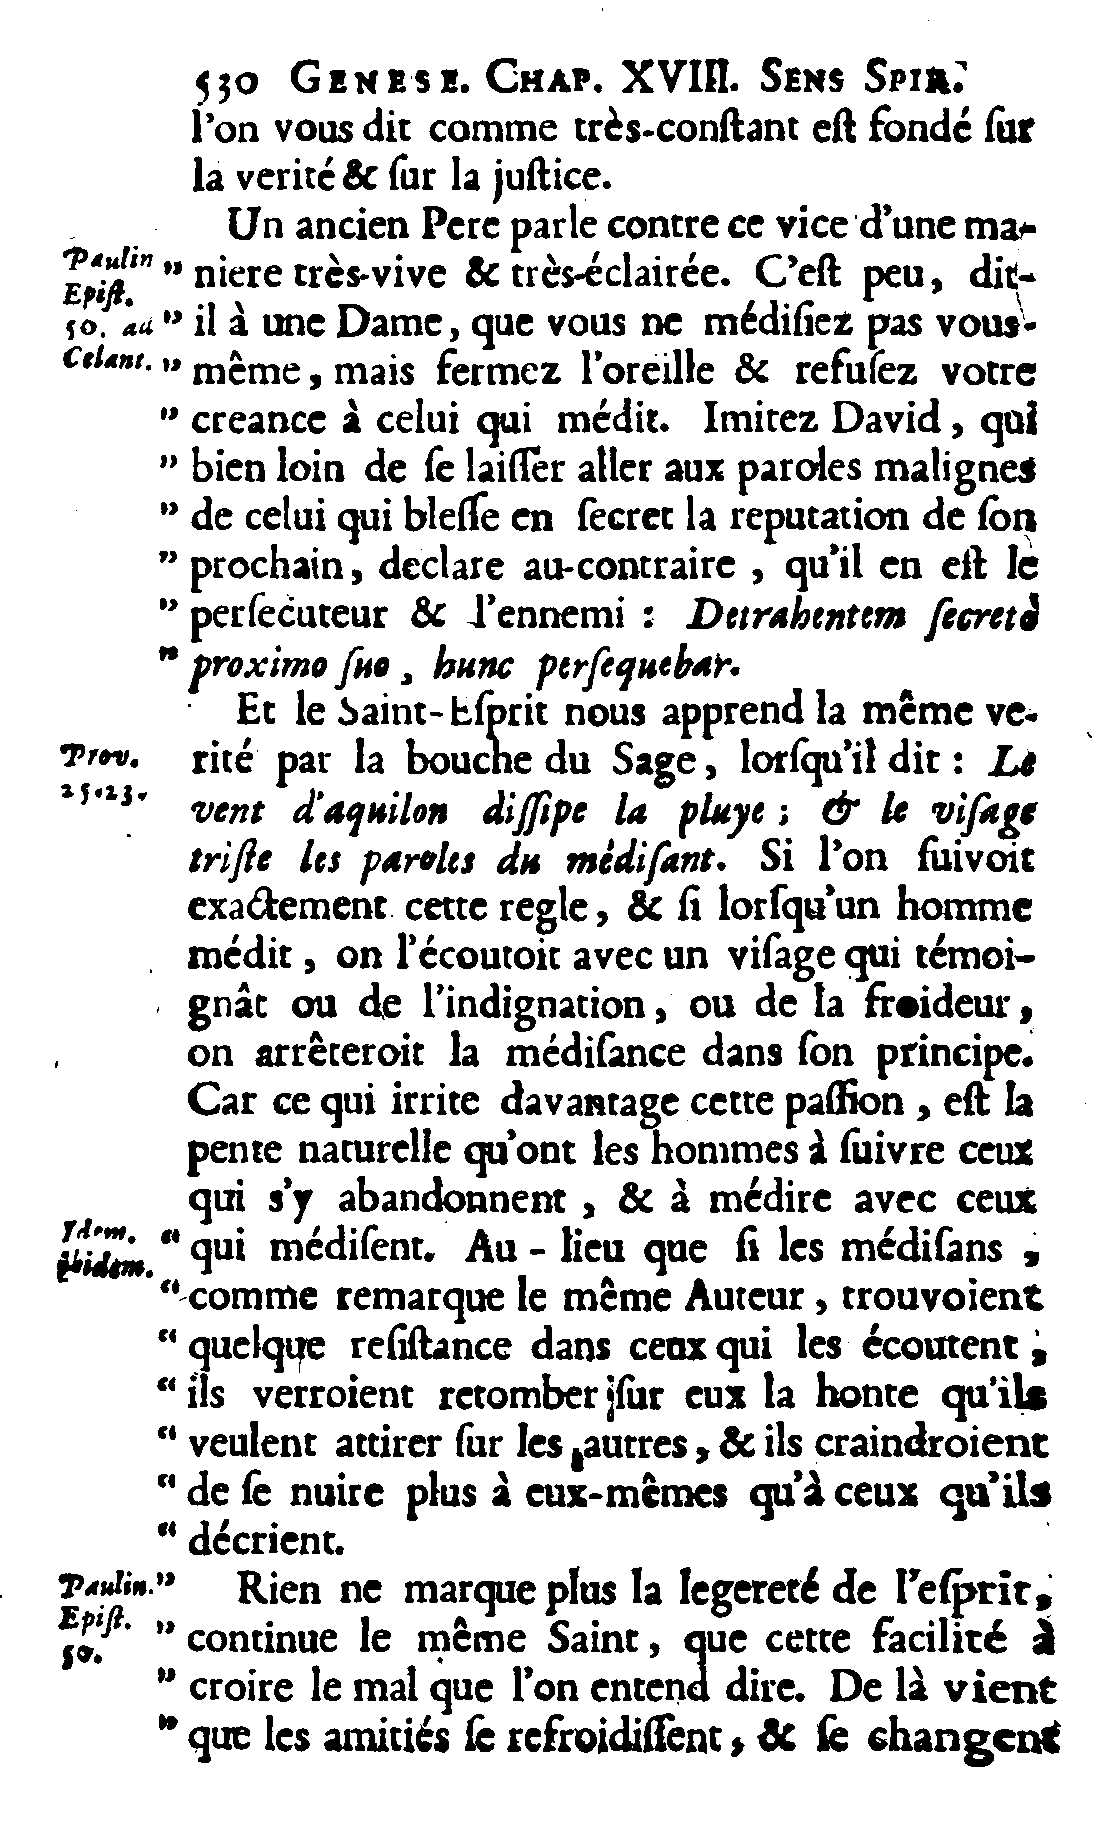 530 GENESE. CHAP. XVIII. SENS SPIR.
l'on vous dit comme très-conſtant eſt fondé ſur
la verité & ſur la juſtice.
Un ancien Pere parle contre ce vice d'une ma-
Paulin " niere très-vive & très-éclairée. C'eſt peu, dit-
Epiſt.
50. ad " il à une Dame, que vous ne médiſiez pas vous-
Celant. " même, mais fermez l'oreille & refuſez votre
" creance à celui qui médit. Imitez David, qui
" bien loin de ſe laiſſer aller aux paroles malignes
" de celui qui bleſſe en ſecret la reputation de ſon
" prochain, declare au-contraire, qu'il en eſt le
" perſecuteur & l'ennemi : Detrahentem ſecretò
" proximo ſuo, hunc perſequebar.
Et le Saint-Eſprit nous apprend la même ve-
Prov. rité par la bouche du Sage, lorſqu'il dit : Le
25.23. vent d'aquilon diſſipe la pluye ; & le viſage
triſte les paroles du médiſant. Si l'on ſuivoit
exactement cette regle, & ſi lorſqu'un homme
médit, on l'écoutoit avec un viſage qui témoi-
gnât ou de l'indignation, ou de la froideur,
on arrêteroit la médiſance dans ſon principe.
Car ce qui irrite davantage cette paſſion, eſt la
pente naturelle qu'ont les hommes à ſuivre ceux
qui s'y abandonnent, & à médire avec ceux
Idem. “ qui médiſent. Au-lieu que ſi les médiſans,
ibidem.
“ comme remarque le même Auteur, trouvoient
“ quelque reſiſtance dans ceux qui les écoutent,
“ ils verroient retomber ſur eux la honte qu'ils
“ veulent attirer ſur les autres, & ils craindroient
“ de ſe nuire plus à eux-mêmes qu'à ceux qu'ils
“ décrient.
Paulin. " Rien ne marque plus la legereté de l'eſprit,
Epiſt. " continue le même Saint, que cette facilité à
50.
" croire le mal que l'on entend dire. De là vient
" que les amitiés ſe refroidiſſent, & ſe changent